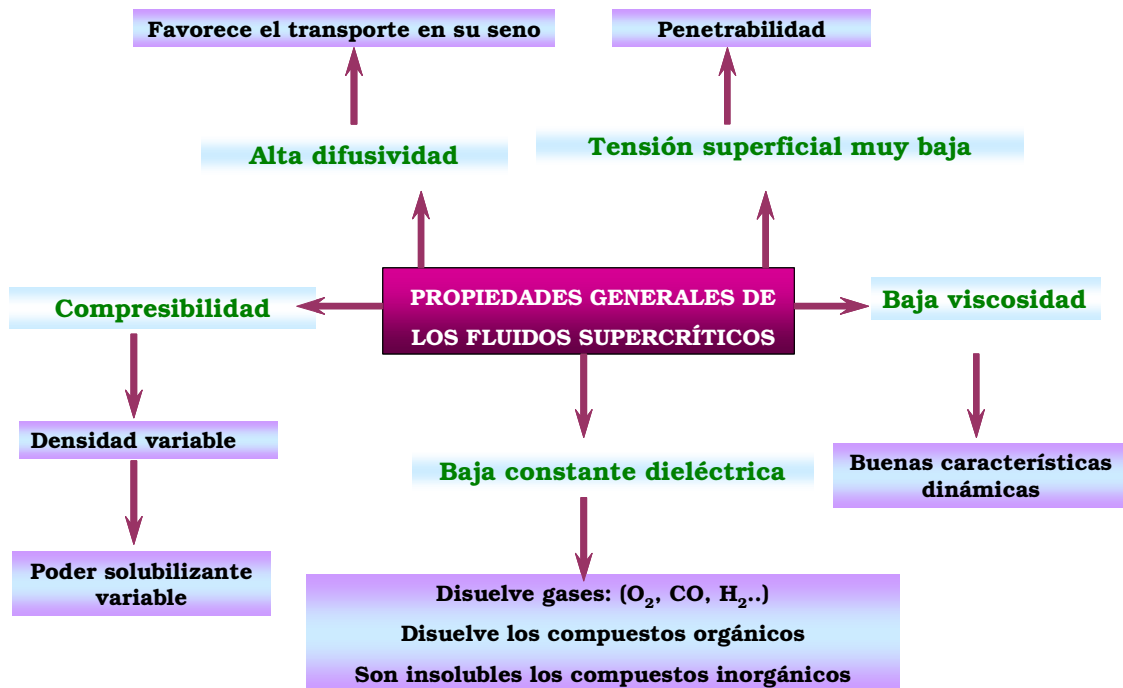 Favorece el transporte en su seno
Penetrabilidad
Alta difusividad
Tensión superficial muy baja
PROPIEDADES GENERALES DE
LOS FLUIDOS SUPERCRÍTICOS
Compresibilidad
Baja viscosidad
Densidad variable
Baja constante dieléctrica
Buenas características
dinámicas
Poder solubilizante
variable
Disuelve gases: (O₂, CO, H₂..)
Disuelve los compuestos orgánicos
Son insolubles los compuestos inorgánicos